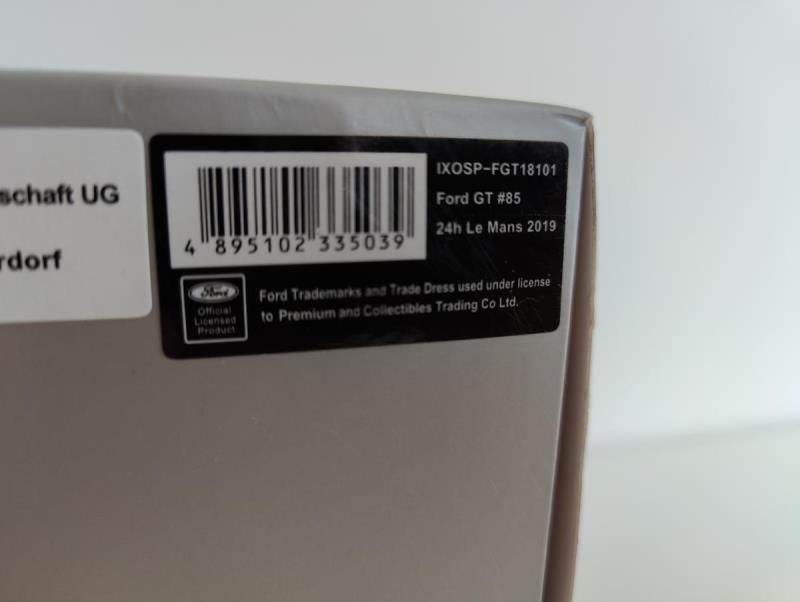 schaft UG
rdorf
4 895102 335039
IXOSP-FGT18101
Ford GT #85
24h Le Mans 2019
Ford
Official
Licensed
Product
Ford Trademarks and Trade Dress used under license
to Premium and Collectibles Trading Co Ltd.